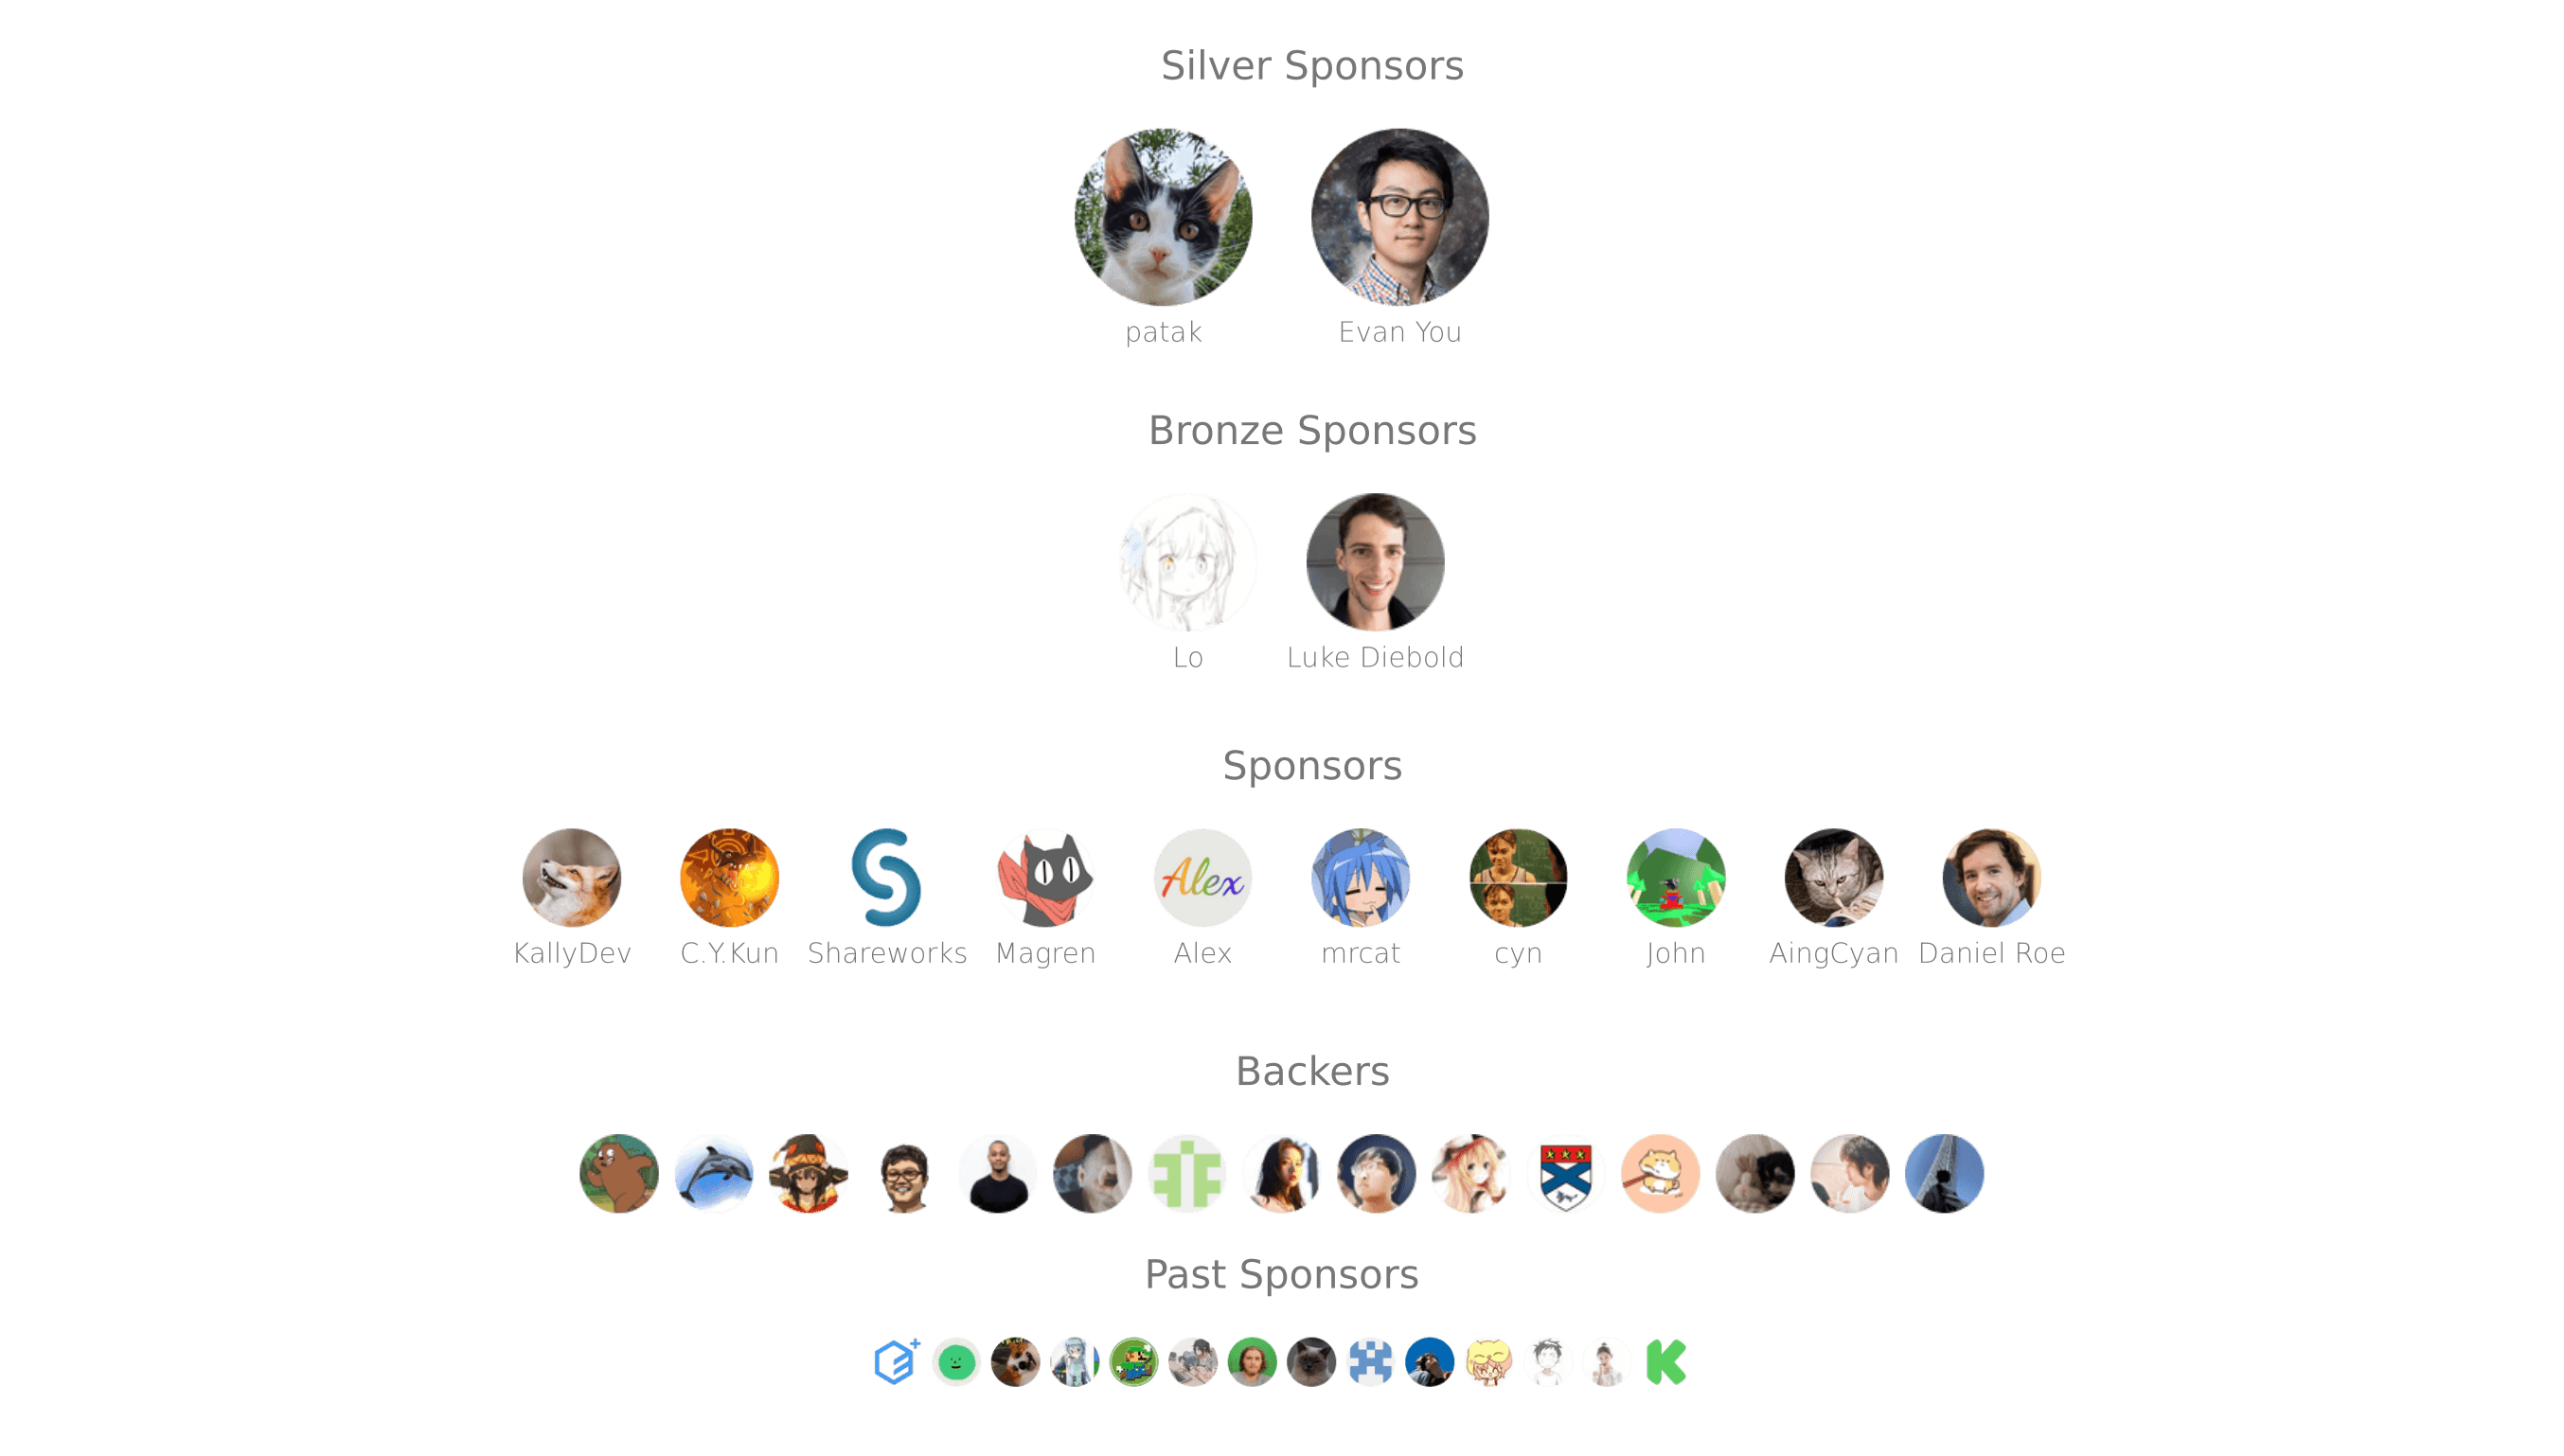 Silver Sponsors
patak
Evan You
Bronze Sponsors
Lo
Luke Diebold
Sponsors
Alex
KallyDev
C.Y.Kun
Shareworks
Magren
Alex
mrcat
cyn
John
AingCyan
Daniel Roe
Backers
Past Sponsors